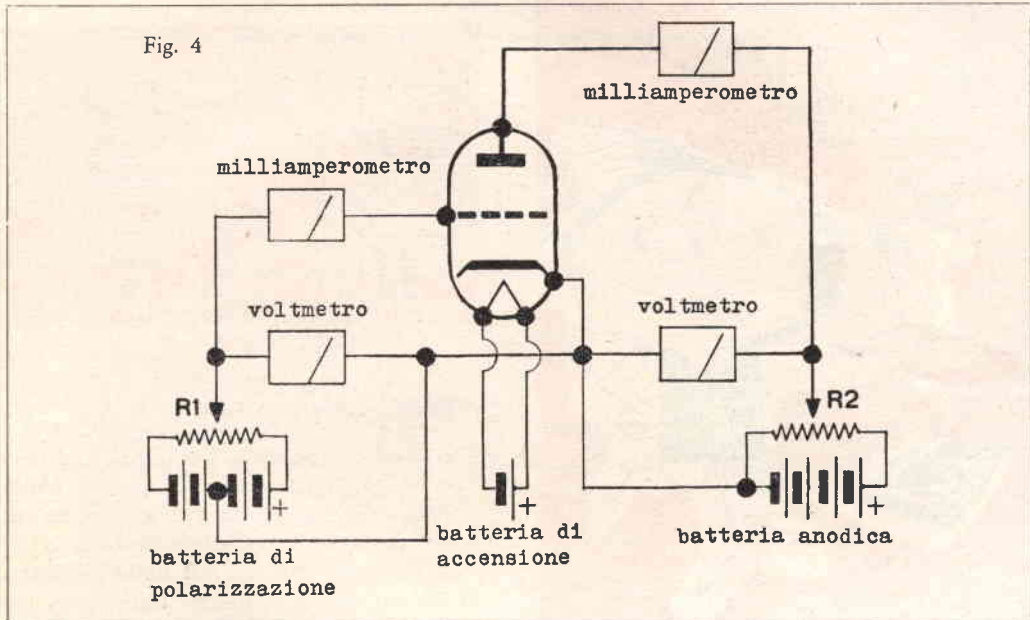 Fig. 4
milliamperometro
milliamperometro
voltmetro
voltmetro
R1
R2
+
+
+
batteria di
polarizzazione
batteria di
accensione
batteria anodica